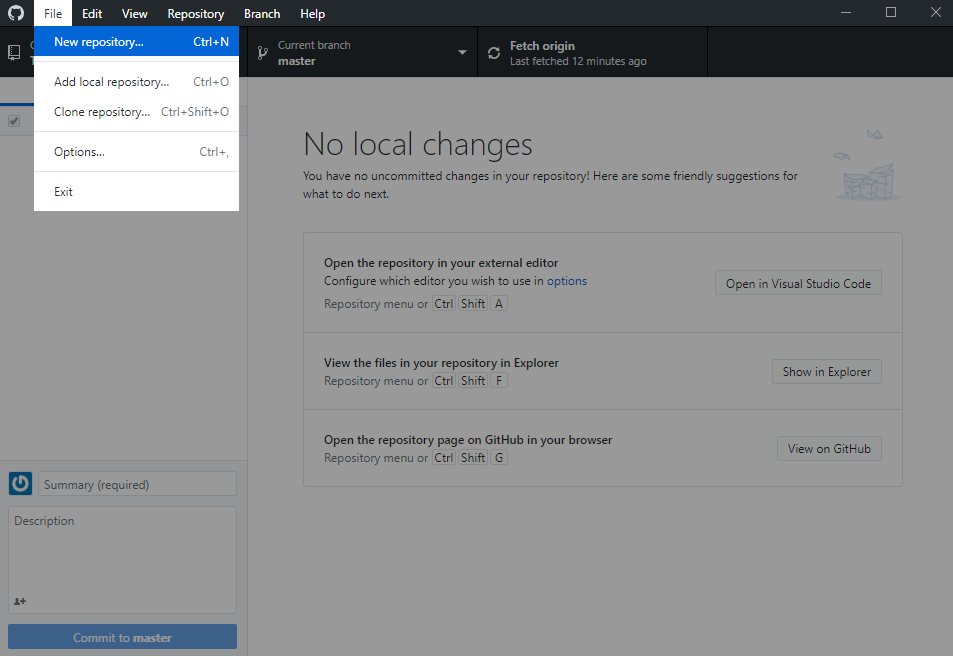 File Edit View Repository Branch Help
New repository... Ctrl+N
Add local repository... Ctrl+O
Clone repository... Ctrl+Shift+O
Options... Ctrl+,
Exit
Current branch
master
Fetch origin
Last fetched 12 minutes ago
No local changes
You have no uncommitted changes in your repository! Here are some friendly suggestions for
what to do next.
Open the repository in your external editor
Configure which editor you wish to use in options
Repository menu or Ctrl Shift A
Open in Visual Studio Code
View the files in your repository in Explorer
Repository menu or Ctrl Shift F
Show in Explorer
Open the repository page on GitHub in your browser
Repository menu or Ctrl Shift G
View on GitHub
Summary (required)
Description
Commit to master